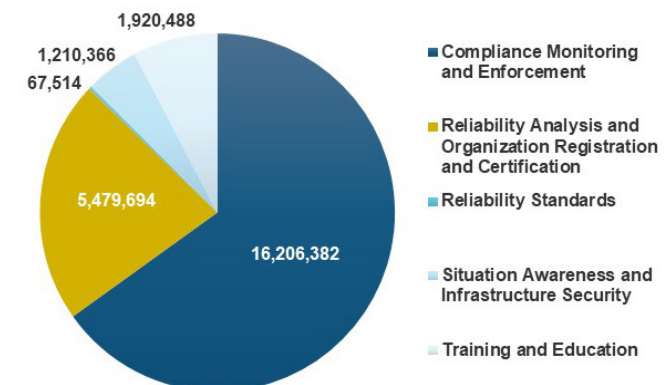 1,920,488
1,210,366
67,514
5,479,694
16,206,382
Compliance Monitoring
and Enforcement
Reliability Analysis and
Organization Registration
and Certification
Reliability Standards
Situation Awareness and
Infrastructure Security
Training and Education